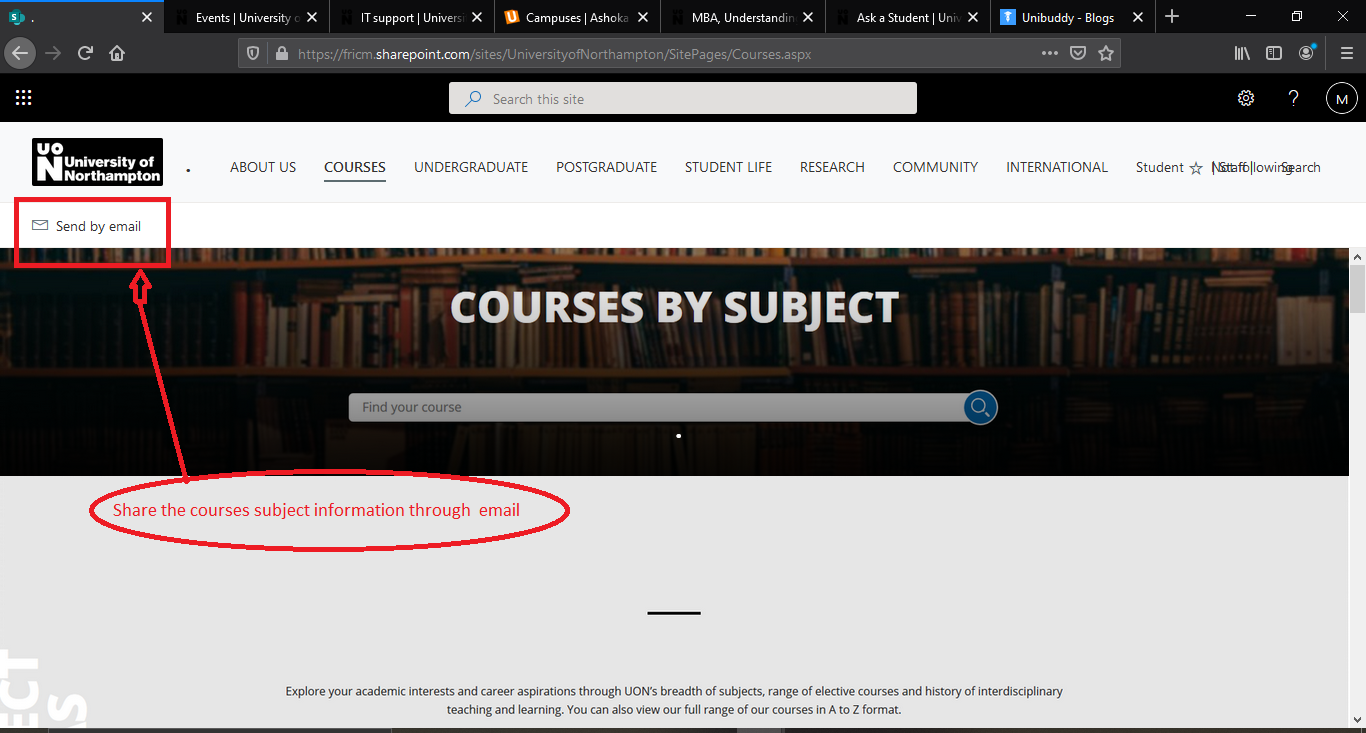 .
Events | University o
IT support | Universi
Campuses | Ashoka
MBA, Understandin
Ask a Student | Univ
Unibuddy - Blogs
https://fricm.sharepoint.com/sites/UniversityofNorthampton/SitePages/Courses.aspx
Search this site
?
M
UO
N University of
Northampton
.
ABOUT US
COURSES
UNDERGRADUATE
POSTGRADUATE
STUDENT LIFE
RESEARCH
COMMUNITY
INTERNATIONAL
Student | Staff | Search
Not following
Send by email
COURSES BY SUBJECT
Find your course
Share the courses subject information through email
Explore your academic interests and career aspirations through UON's breadth of subjects, range of elective courses and history of interdisciplinary
teaching and learning. You can also view our full range of our courses in A to Z format.